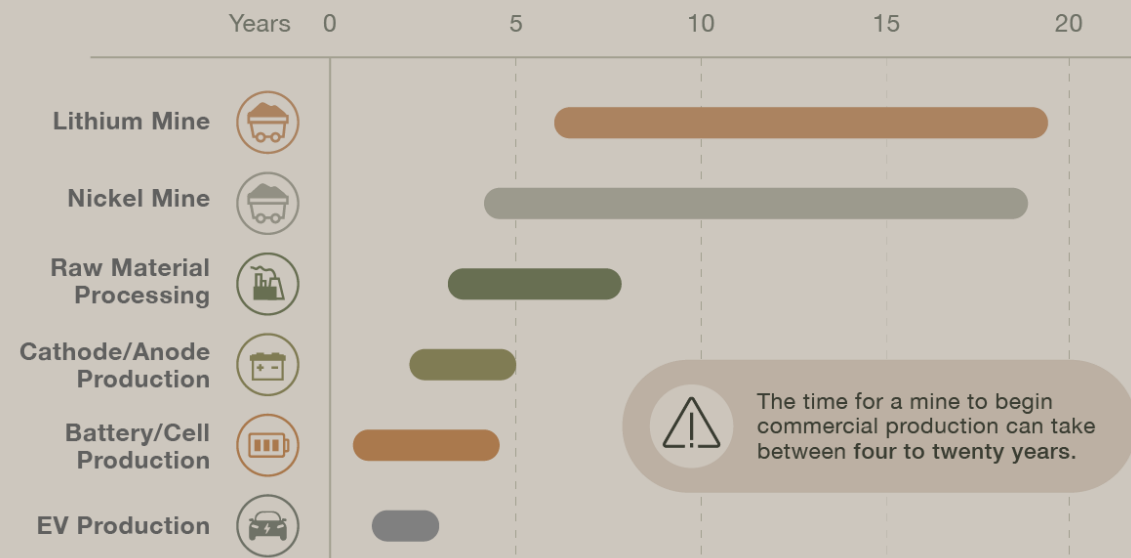 Years 0 5 10 15 20
Lithium Mine
Nickel Mine
Raw Material
Processing
Cathode/Anode
Production
Battery/Cell
Production
EV Production
The time for a mine to begin
commercial production can take
between four to twenty years.